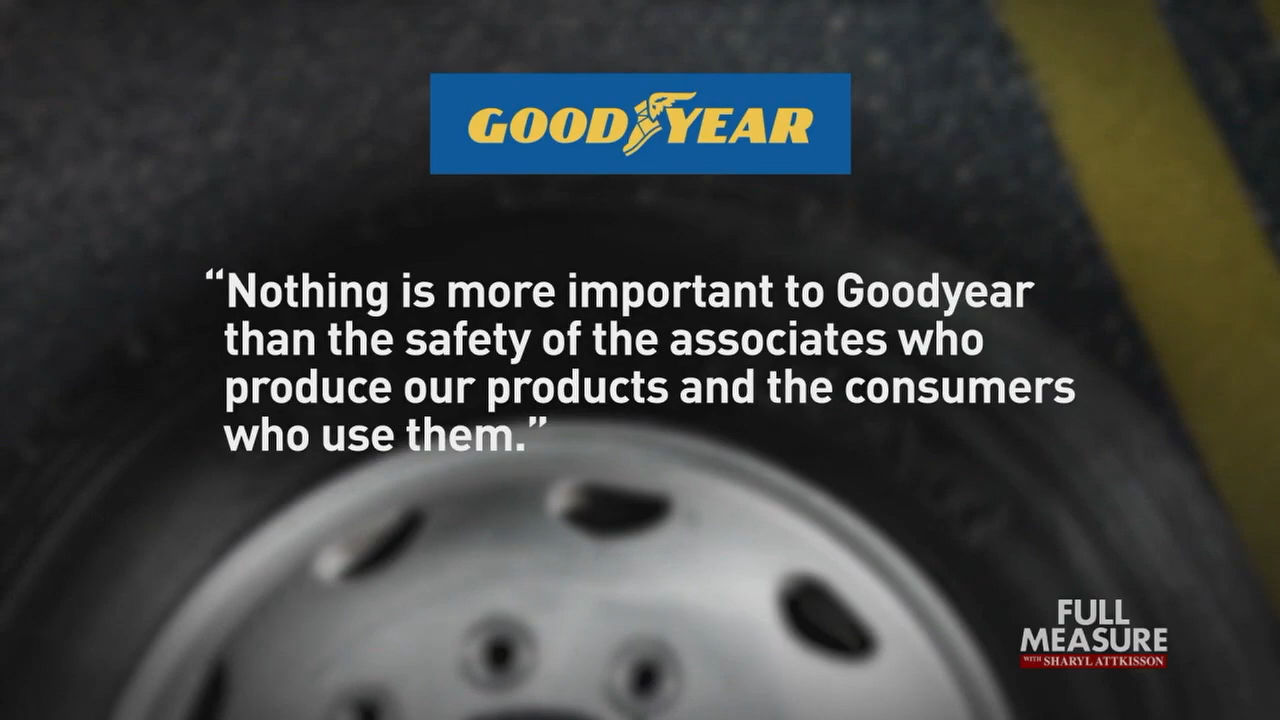 GOODYEAR
“Nothing is more important to Goodyear
than the safety of the associates who
produce our products and the consumers
who use them.”
FULL
MEASURE
WITH SHARYL ATTKISSON